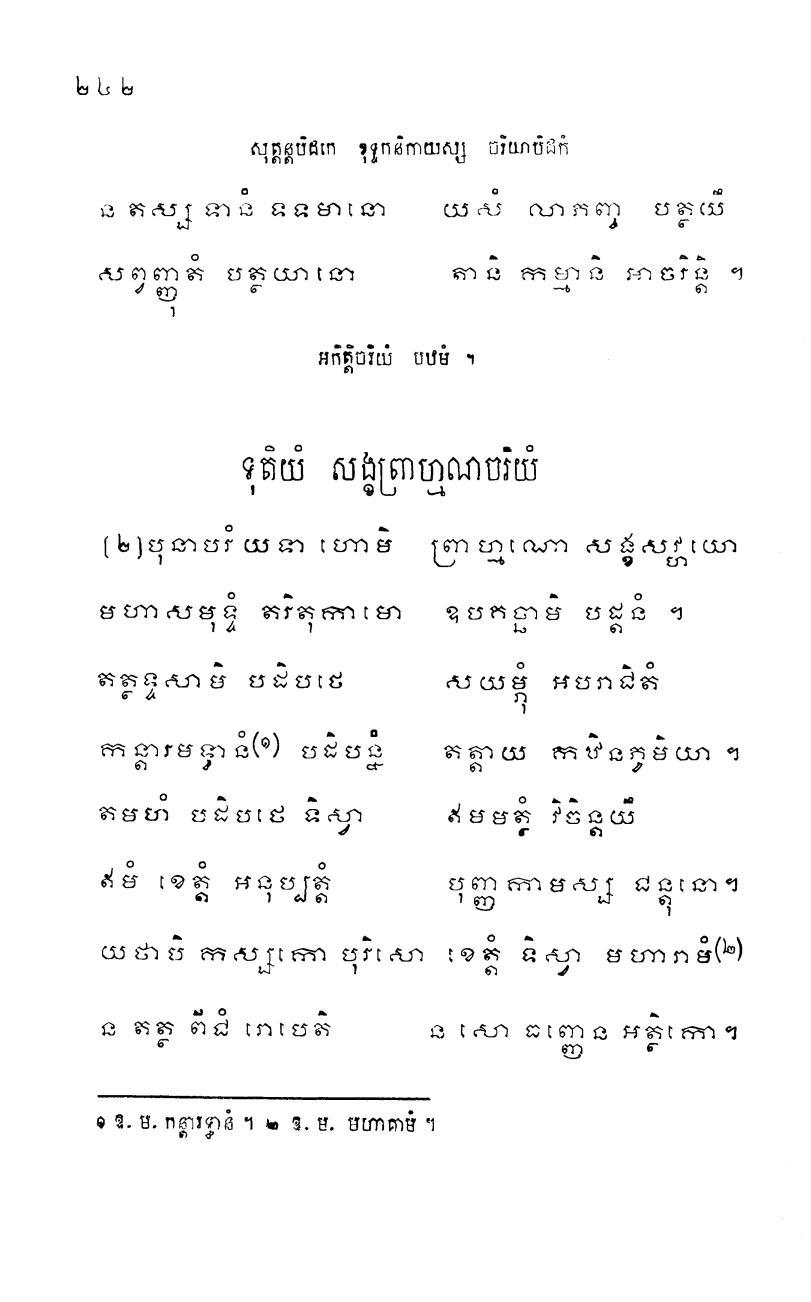 ២៤២
សុត្តន្តបិដកេ ខុទ្ទកនិកាយស្ស ចរិយាបិដកំ
ន តស្ស ទានំ ទទមានោ យសំ លាភញ្ច បត្ថយឹ
សព្វញ្ញុតំ បត្ថយានោ តានិ កម្មានិ អាចរិន្តិ ។
អកិត្តិចរិយំ បឋមំ ។
ទុតិយំ សង្ខព្រាហ្មណចរិយំ
(២) បុនាបរំ យទា ហោមិ ព្រាហ្មណោ សង្ខសវ្ហយោ
មហាសមុទ្ទំ តរិតុកាមោ ឧបគច្ឆាមិ បដ្តនំ ។
តត្ថទ្ទសាមិ បដិបថេ សយម្ភុំ អបរាជិតំ
កន្តារមទ្វានំ(១) បដិបន្នំ តត្តាយ កឋិនភូមិយា ។
តមហំ បដិបថេ ទិស្វា ឥមមត្ថំ វិចិន្តយឹ
ឥមំ ខេត្តំ អនុប្បត្តំ បុញ្ញកាមស្ស ជន្តុនោ។
យថាបិ កស្សកោ បុរិសោ ខេត្តំ ទិស្វា មហារាមំ(២)
ន តត្ថ ពីជំ រោបេតិ ន សោ ធញ្ញេន អត្ថិកោ។
១ ឱ. ម. កន្តារទ្ធានំ ។ ២ ឱ. ម. មហាគមំ ។